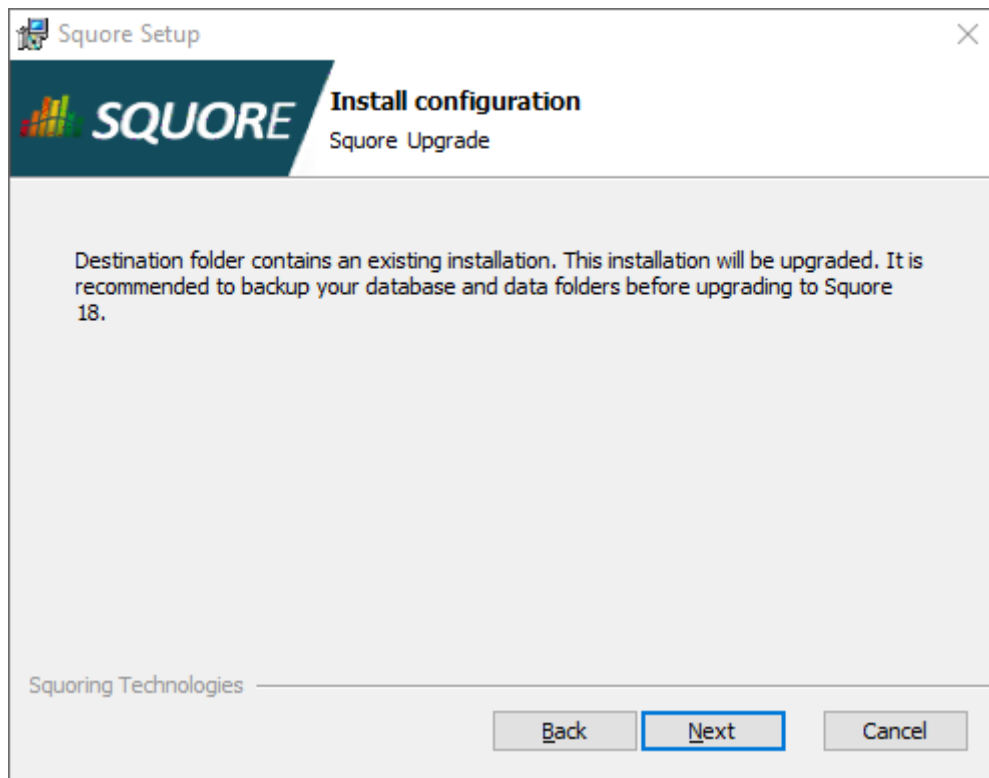 Squore Setup
SQUORE
Install configuration
Squore Upgrade
Destination folder contains an existing installation. This installation will be upgraded. It is
recommended to backup your database and data folders before upgrading to Squore
18.
Squoring Technologies
Back
Next
Cancel